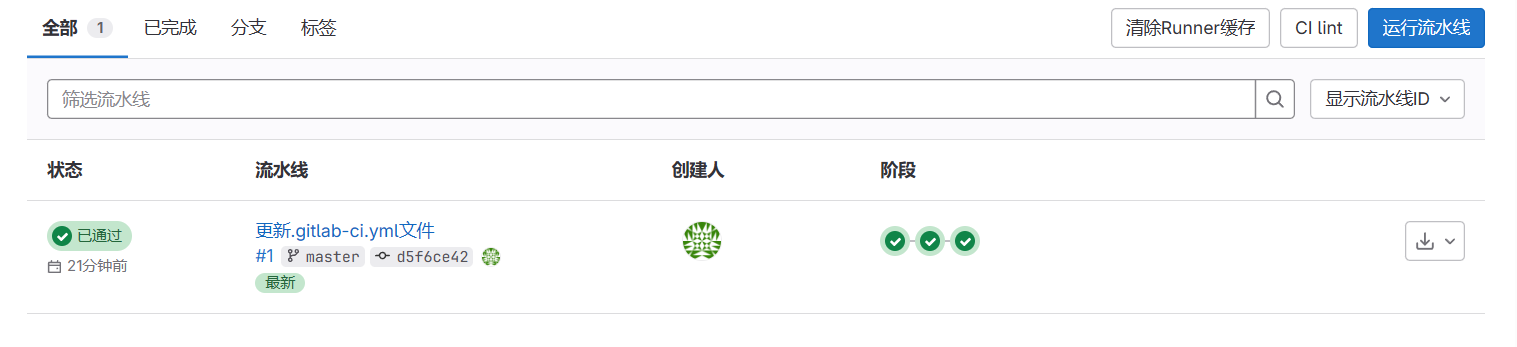 全部 1 已完成 分支 标签 清除Runner缓存 CI lint 运行流水线
筛选流水线 显示流水线ID
状态 流水线 创建人 阶段
已通过 更新.gitlab-ci.yml文件
21分钟前 #1 master d5f6ce42
最新